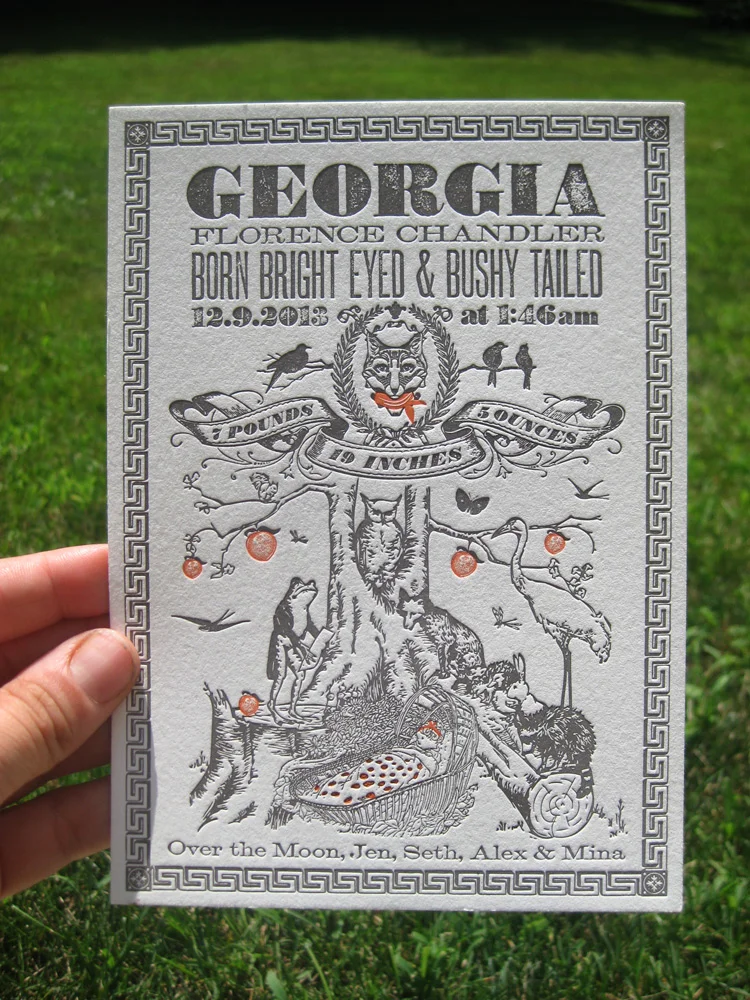 GEORGIA
FLORENCE CHANDLER
BORN BRIGHT EYED & BUSHY TAILED
12.9.2013 at 1:46am
7 POUNDS
19 INCHES
5 OUNCES
Over the Moon, Jen, Seth, Alex & Mina